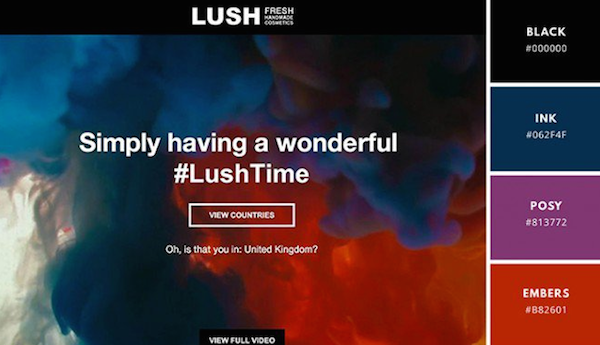 LUSH
FRESH
HANDMADE
COSMETICS
Simply having a wonderful
#LushTime
VIEW COUNTRIES
Oh, is that you in: United Kingdom?
VIEW FULL VIDEO
BLACK
#000000
INK
#062F4F
POSY
#813772
EMBERS
#B82601